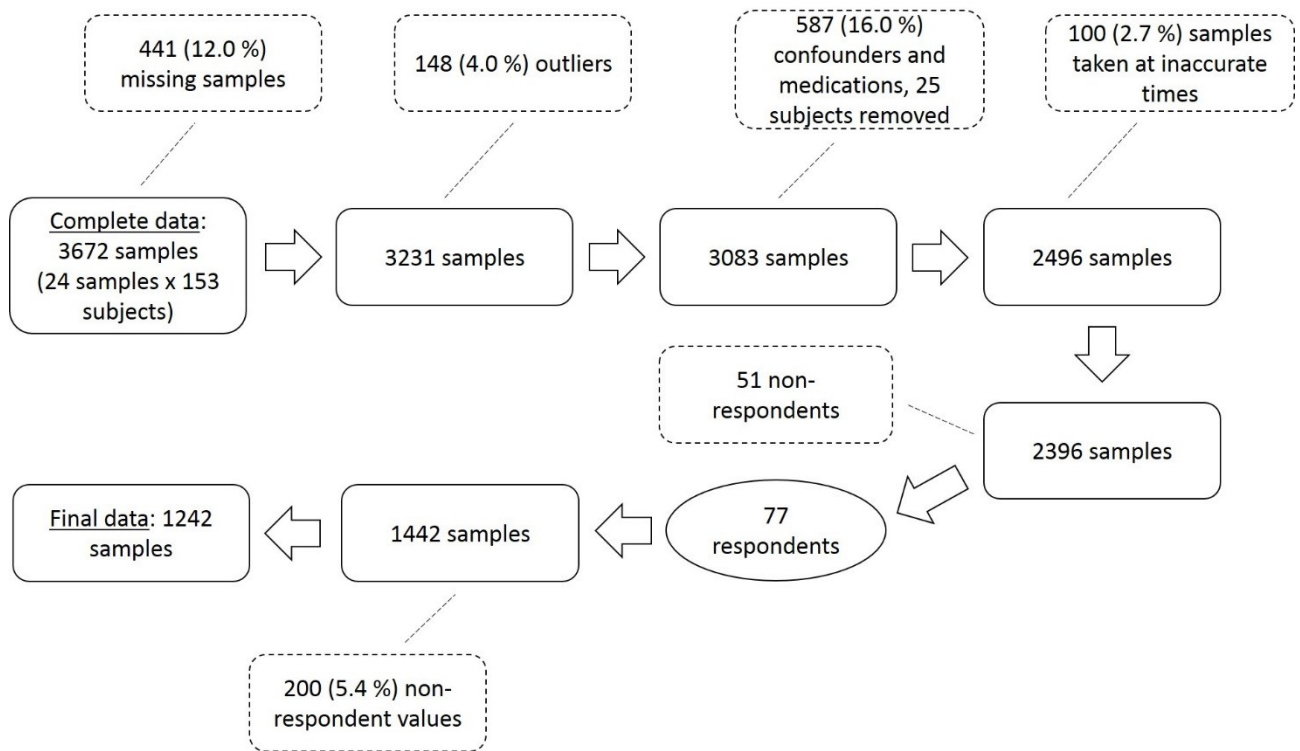 441 (12.0 %)
missing samples
148 (4.0 %) outliers
587 (16.0 %)
confounders
and
medications, 25
subjects removed
100 (2.7 %) samples
taken at inaccurate
times
Complete data:
3672 samples
(24 samples x 153
subjects)
3231 samples
3083 samples
2496 samples
51 non-
respondents
2396 samples
77
respondents
1442 samples
Final data: 1242
samples
200 (5.4 %) non-
respondent values